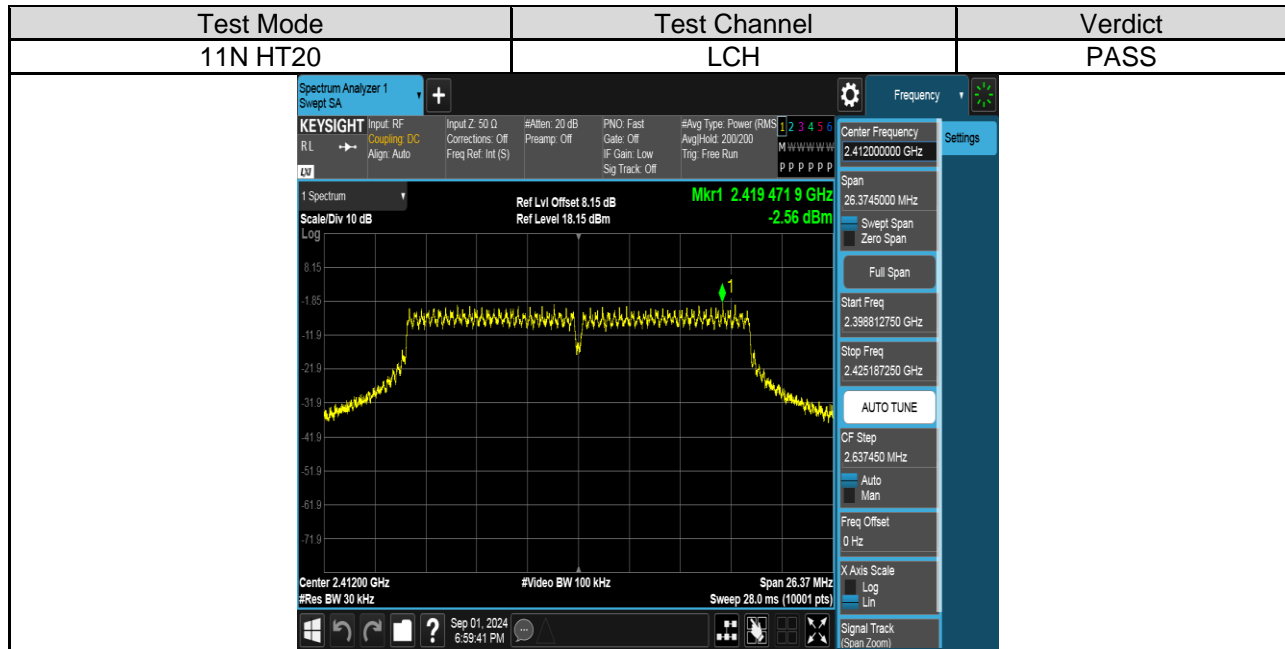 Test Mode Test Channel Verdict
11N HT20 LCH PASS
Spectrum Analyzer 1
Swept SA
+
Frequency
KEYSIGHT
RL
LXI
Input: RF
Coupling: DC
Align: Auto
Input Z: 50 Ω
Corrections: Off
Freq Ref: Int (S)
#Atten: 20 dB
Preamp: Off
PNO: Fast
Gate: Off
IF Gain: Low
Sig Track: Off
#Avg Type: Power (RMS
Avg|Hold: 200/200
Trig: Free Run
1 2 3 4 5 6
M W W W W W
P P P P P P
1 Spectrum
Scale/Div 10 dB
Ref Lvl Offset 8.15 dB
Ref Level 18.15 dBm
Mkr1 2.419 471 9 GHz
-2.56 dBm
Log
8.15
-1.85
-11.9
-21.9
-31.9
-41.9
-51.9
-61.9
-71.9
1
Center 2.41200 GHz
#Res BW 30 kHz
#Video BW 100 kHz
Span 26.37 MHz
Sweep 28.0 ms (10001 pts)
?
Sep 01, 2024
6:59:41 PM
Center Frequency
2.412000000 GHz
Span
26.3745000 MHz
Swept Span
Zero Span
Full Span
Start Freq
2.398812750 GHz
Stop Freq
2.425187250 GHz
AUTO TUNE
CF Step
2.637450 MHz
Auto
Man
Freq Offset
0 Hz
X Axis Scale
Log
Lin
Signal Track
(Span Zoom)
Settings